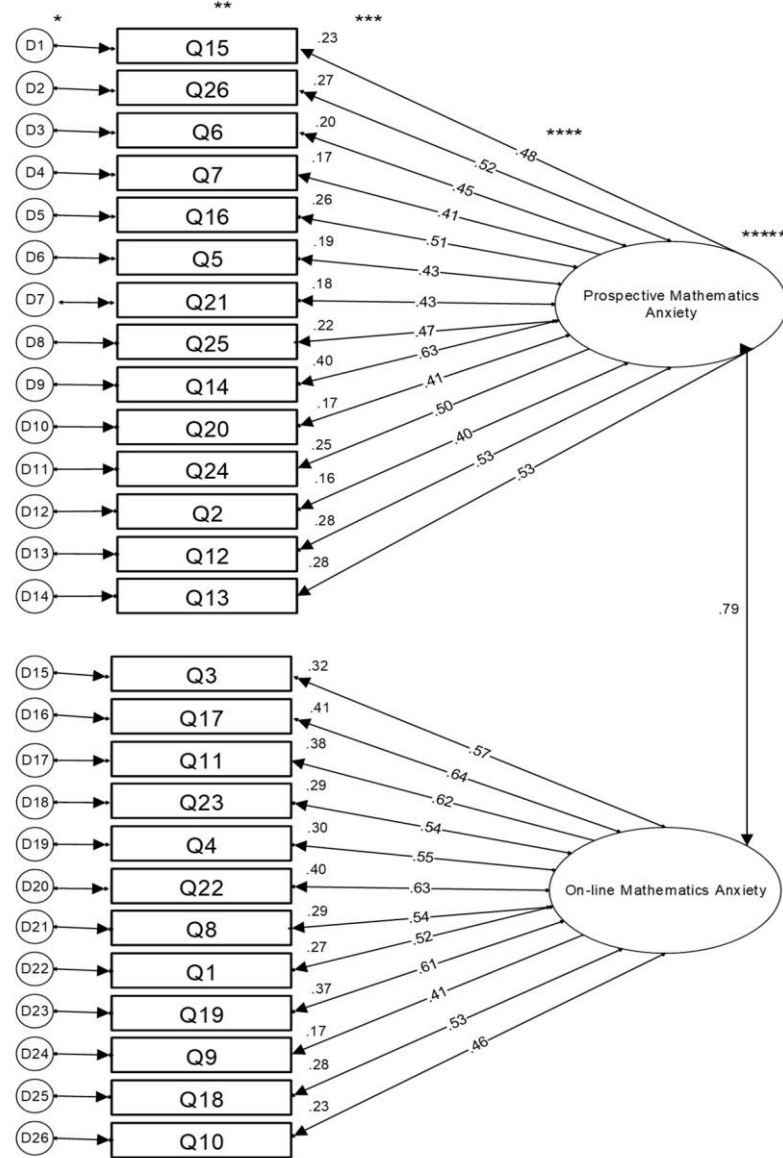 * ** ***
D1 Q15 .23
D2 Q26 .27
D3 Q6 .20 **** .48
D4 Q7 .17 .52
D5 Q16 .26 .45
D6 Q5 .19 .41
D7 Q21 .18 .51 *****
D8 Q25 .22 .43
D9 Q14 .40 .43
D10 Q20 .17 .47
D11 Q24 .25 .63
D12 Q2 .16 .41
D13 Q12 .28 .50
D14 Q13 .28 .40
.53
.53
Prospective Mathematics
Anxiety
.79
D15 Q3 .32 .57
D16 Q17 .41 .64
D17 Q11 .38 .62
D18 Q23 .29 .54
D19 Q4 .30 .55
D20 Q22 .40 .63
D21 Q8 .29 .54
D22 Q1 .27 .52
D23 Q19 .37 .61
D24 Q9 .17 .41
D25 Q18 .28 .53
D26 Q10 .23 .46
On-line Mathematics Anxiety